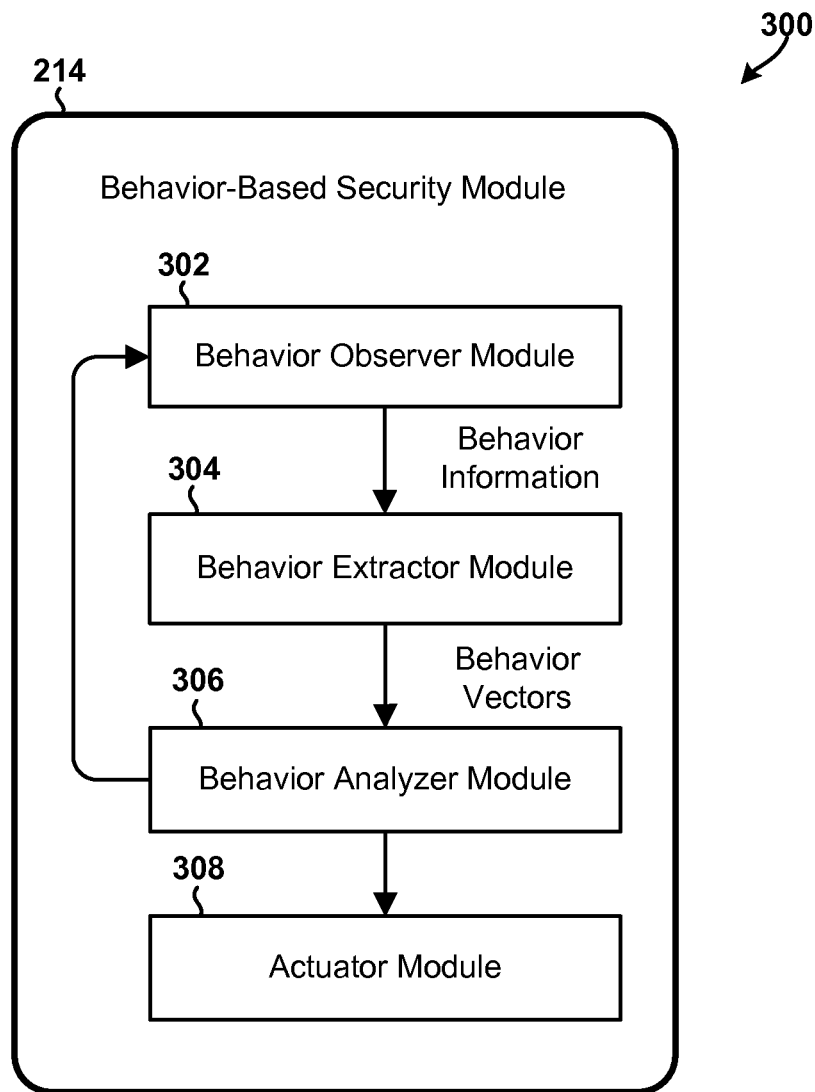 300
214
Behavior-Based Security Module
302
Behavior Observer Module
Behavior
Information
304
Behavior Extractor Module
Behavior
Vectors
306
Behavior Analyzer Module
308
Actuator Module